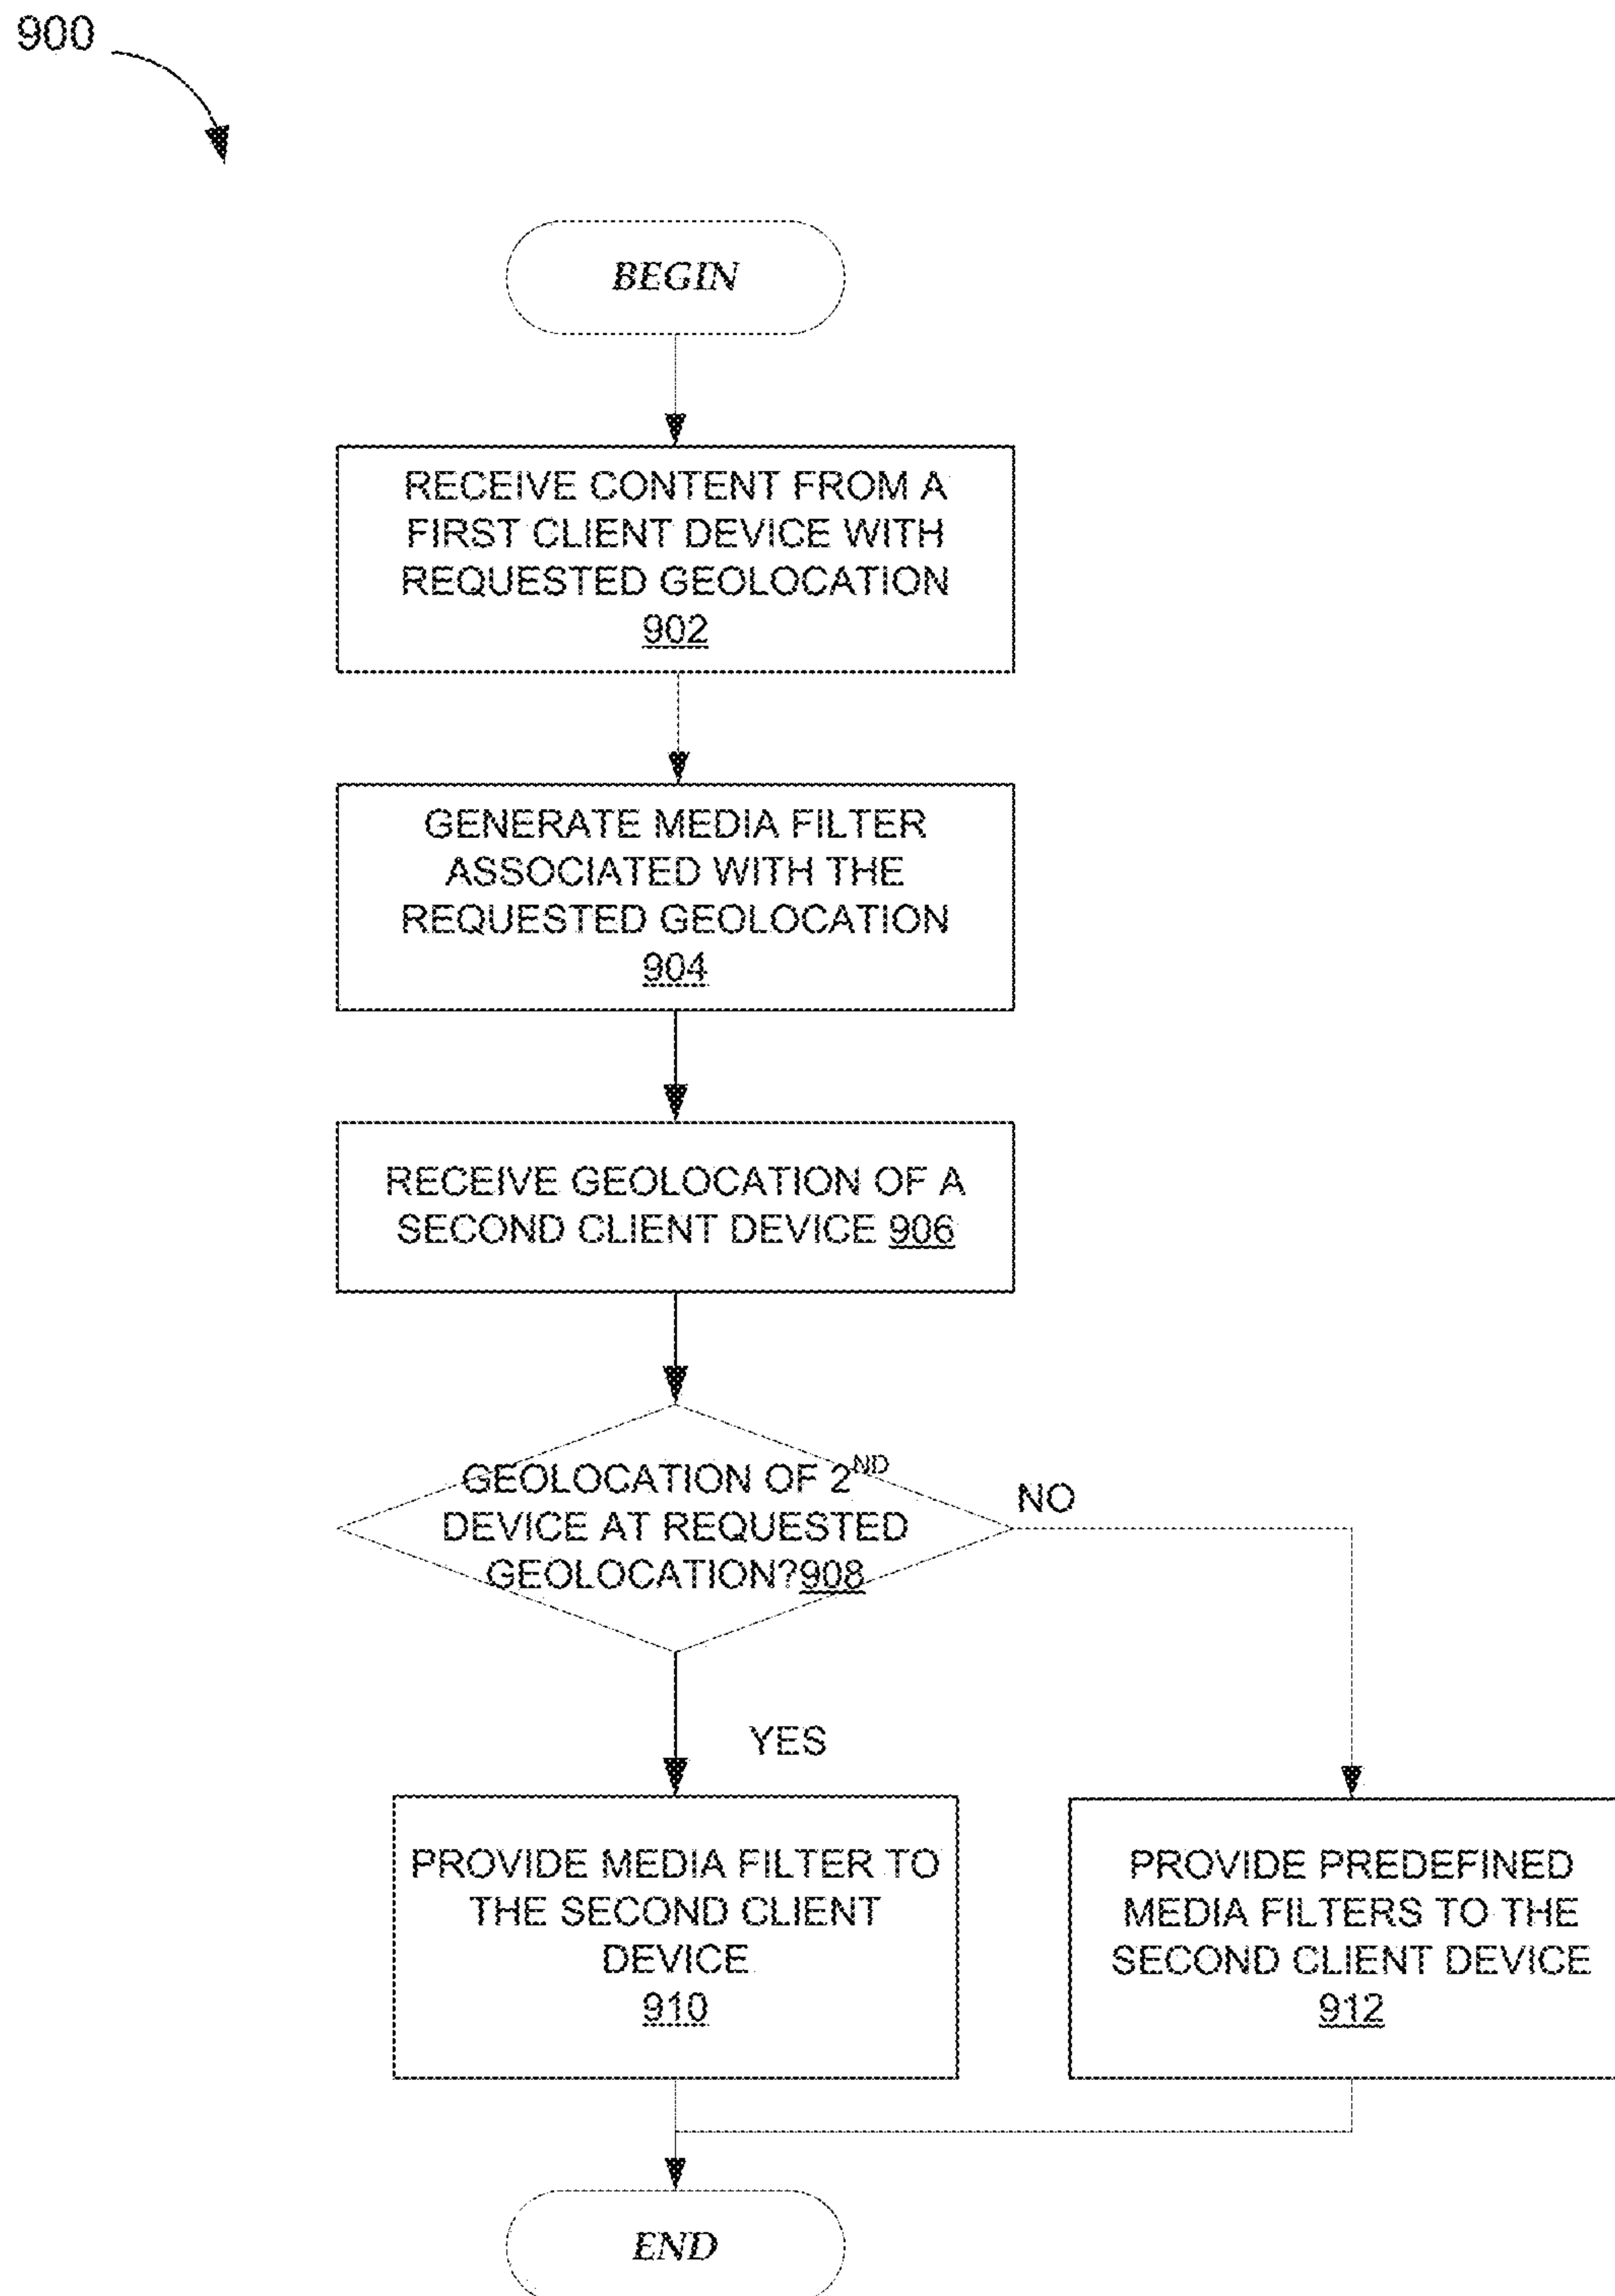 900
BEGIN
RECEIVE CONTENT FROM A
FIRST CLIENT DEVICE WITH
REQUESTED GEOLOCATION
902
GENERATE MEDIA FILTER
ASSOCIATED WITH THE
REQUESTED GEOLOCATION
904
RECEIVE GEOLOCATION OF A
SECOND CLIENT DEVICE 906
GEOLOCATION OF 2ND
DEVICE AT REQUESTED
GEOLOCATION?908
NO
YES
PROVIDE MEDIA FILTER TO
THE SECOND CLIENT
DEVICE
910
PROVIDE PREDEFINED
MEDIA FILTERS TO THE
SECOND CLIENT DEVICE
912
END